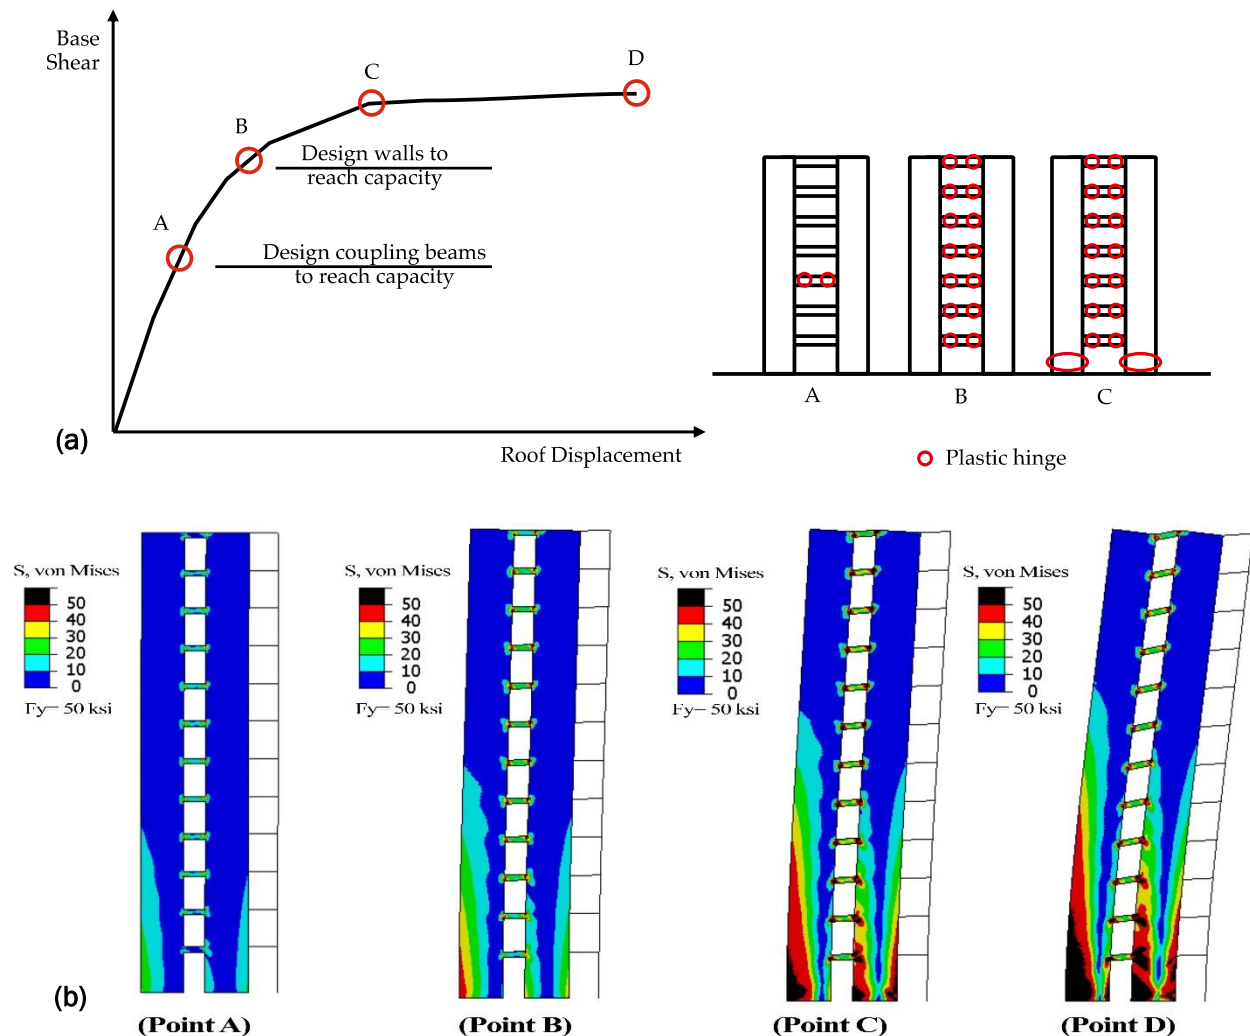 Base
Shear
A
B
C
D
Design walls to
reach capacity
Design coupling beams
to reach capacity
(a)
Roof Displacement
A
B
C
Plastic hinge
S, von Mises
50
40
30
20
10
0
Fy= 50 ksi
S, von Mises
50
40
30
20
10
0
Fy= 50 ksi
S, von Mises
50
40
30
20
10
0
Fy= 50 ksi
S, von Mises
50
40
30
20
10
0
Fy= 50 ksi
(b)
(Point A)
(Point B)
(Point C)
(Point D)